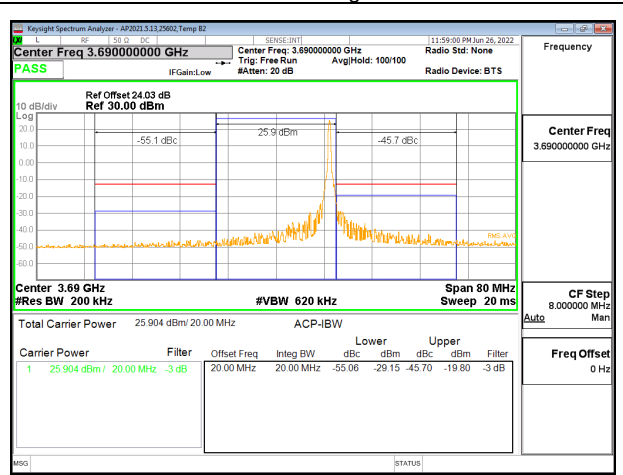 Keysight Spectrum Analyzer - AP2021.5.13,25602,Temp B2
L RF 50 Ω DC SENSE:INT 11:59:00 PM Jun 26, 2022
Center Freq 3.690000000 GHz
Center Freq: 3.690000000 GHz Radio Std: None
Trig: Free Run Avg|Hold: 100/100
PASS
IFGain:Low #Atten: 20 dB Radio Device: BTS
Frequency
Ref Offset 24.03 dB
10 dB/div Ref 30.00 dBm
Log
20.0
10.0
0.00
-10.0
-20.0
-30.0
-40.0
-50.0
-60.0
-55.1 dBc 25.9 dBm -45.7 dBc
RMS AVG
Center 3.69 GHz Span 80 MHz
#Res BW 200 kHz #VBW 620 kHz Sweep 20 ms
Center Freq
3.690000000 GHz
CF Step
8.000000 MHz
Auto Man
Freq Offset
0 Hz
Total Carrier Power 25.904 dBm/ 20.00 MHz ACP-IBW
Lower Upper
Carrier Power Filter Offset Freq Integ BW dBc dBm dBc dBm Filter
1 25.904 dBm / 20.00 MHz -3 dB 20.00 MHz 20.00 MHz -55.06 -29.15 -45.70 -19.80 -3 dB
MSG STATUS